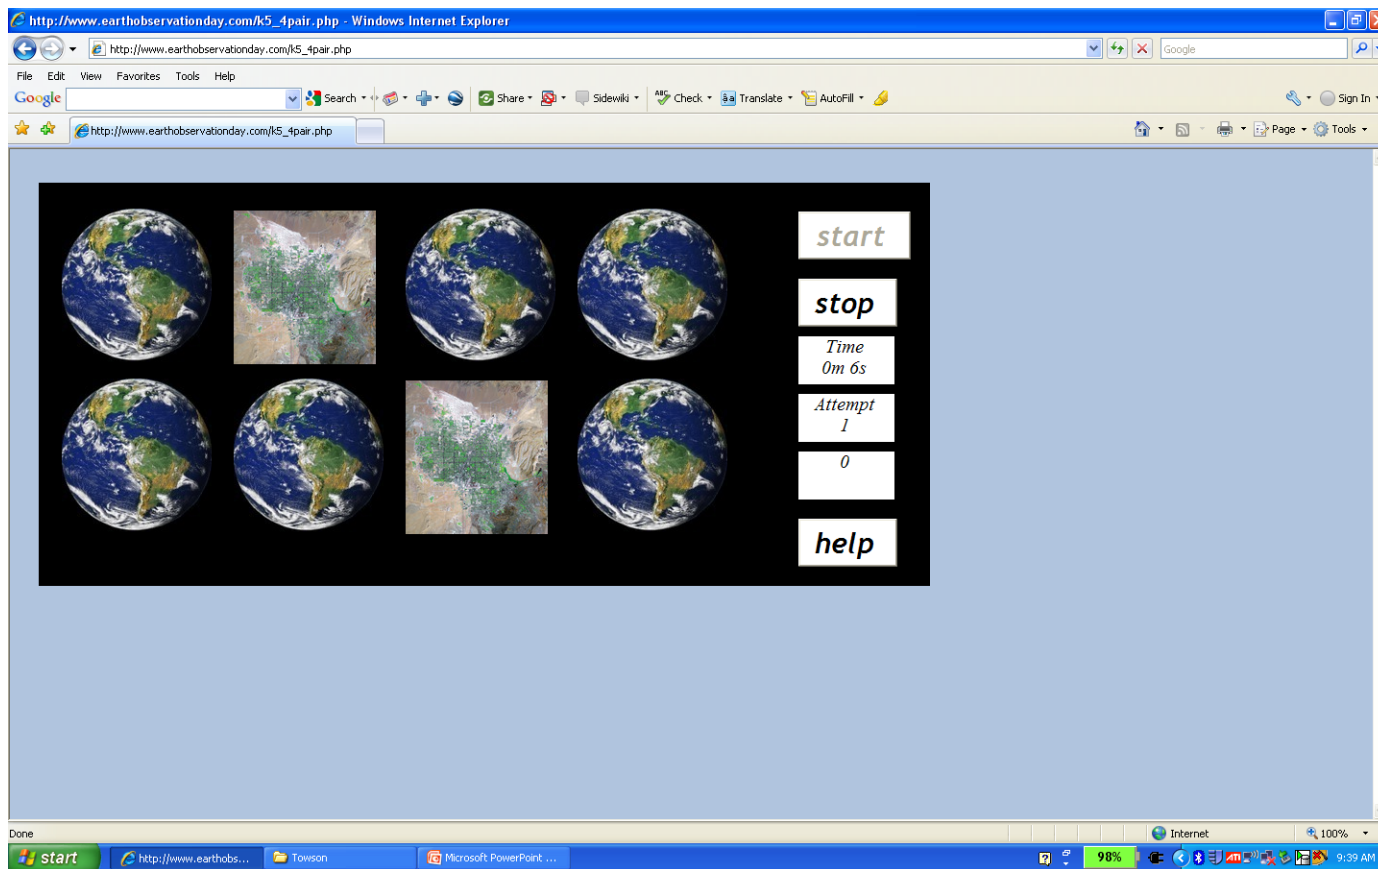 http://www.earthobservationday.com/k5_4pair.php - Windows Internet Explorer
http://www.earthobservationday.com/k5_4pair.php
Google
File Edit View Favorites Tools Help
Google Search Share Sidewiki ABC Check äa Translate AutoFill Sign In
http://www.earthobservationday.com/k5_4pair.php
Page Tools
start
stop
Time
0m 6s
Attempt
1
0
help
Done
Internet
100%
start
http://www.earthobs...
Towson
Microsoft PowerPoint ...
98%
9:39 AM